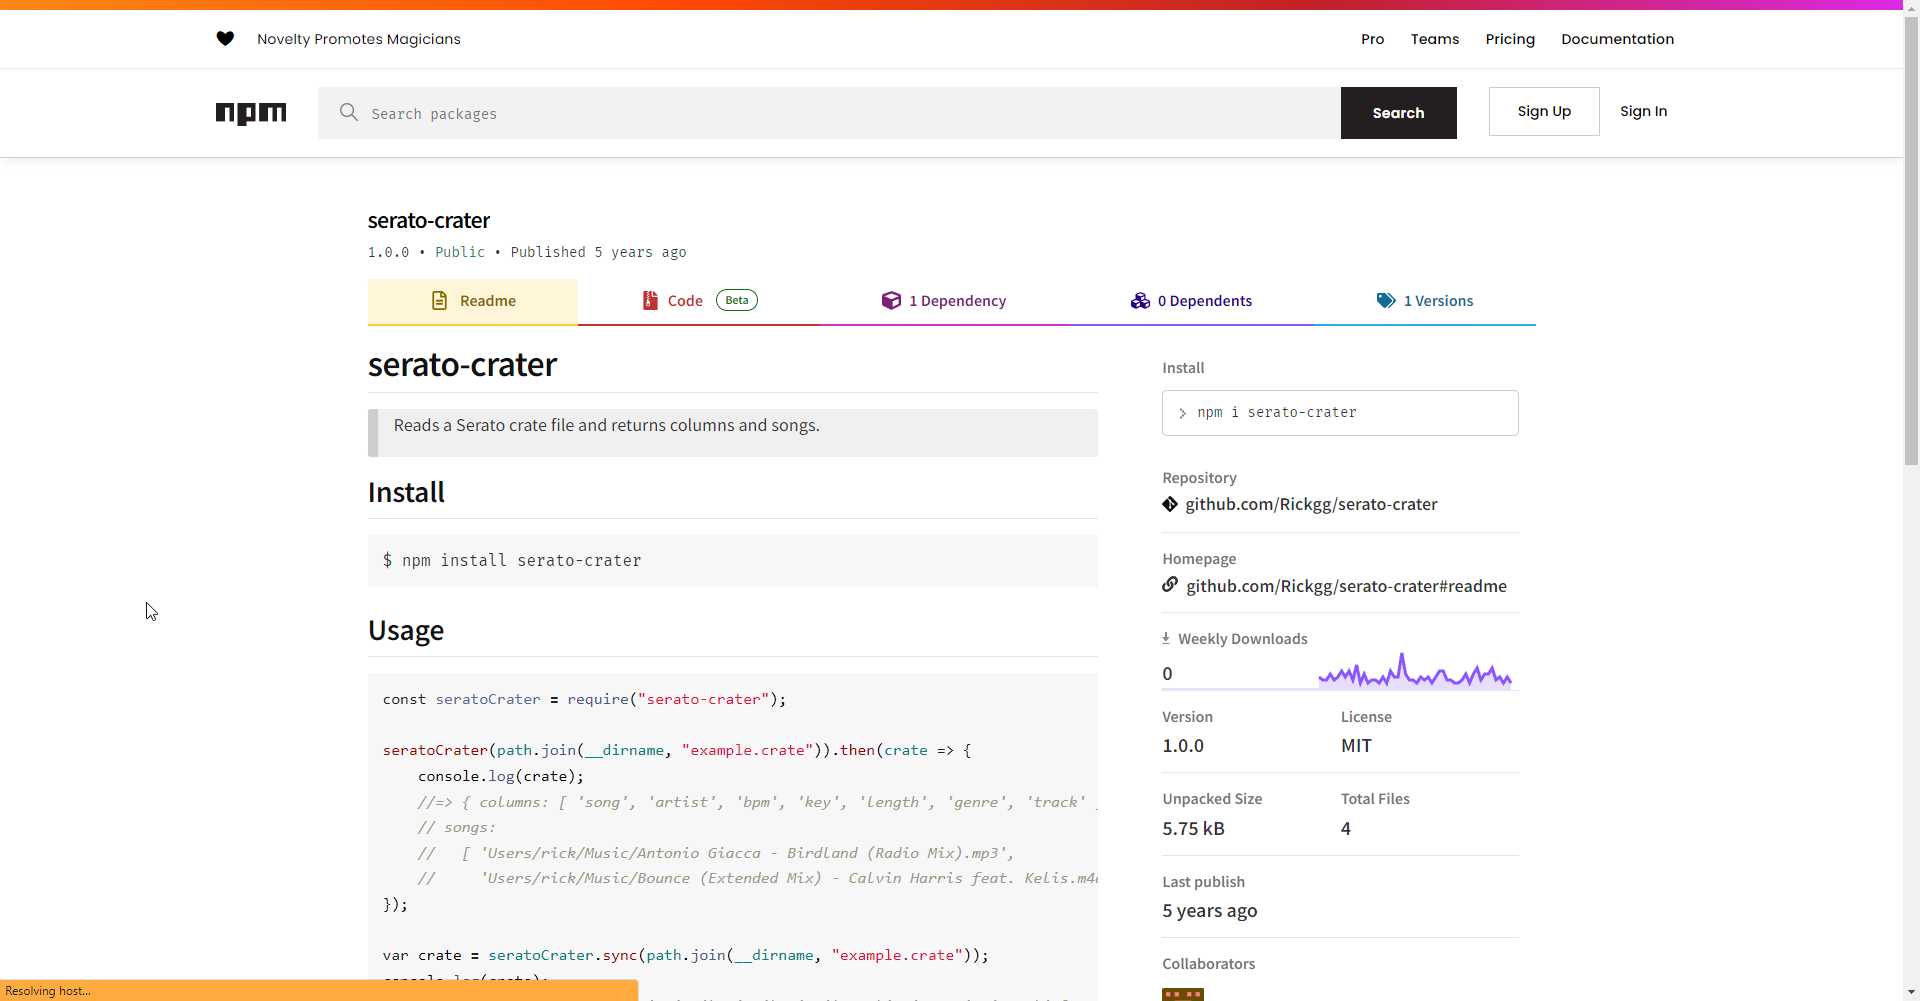 Novelty Promotes Magicians
Pro Teams Pricing Documentation
npm
Search packages
Search
Sign Up
Sign In
serato-crater
1.0.0 • Public • Published 5 years ago
Readme
Code Beta
1 Dependency
0 Dependents
1 Versions
serato-crater
Reads a Serato crate file and returns columns and songs.
Install
$ npm install serato-crater
Usage
const seratoCrater = require("serato-crater");
seratoCrater(path.join(__dirname, "example.crate")).then(crate => {
console.log(crate);
//=> { columns: [ 'song', 'artist', 'bpm', 'key', 'length', 'genre', 'track'
// songs:
// [ 'Users/rick/Music/Antonio Giacca - Birdland (Radio Mix).mp3',
// 'Users/rick/Music/Bounce (Extended Mix) - Calvin Harris feat. Kelis.m4
});
var crate = seratoCrater.sync(path.join(__dirname, "example.crate"));
console.log(crate);
Install
> npm i serato-crater
Repository
github.com/Rickgg/serato-crater
Homepage
github.com/Rickgg/serato-crater#readme
Weekly Downloads
0
Version License
1.0.0 MIT
Unpacked Size Total Files
5.75 kB 4
Last publish
5 years ago
Collaborators
Resolving host...